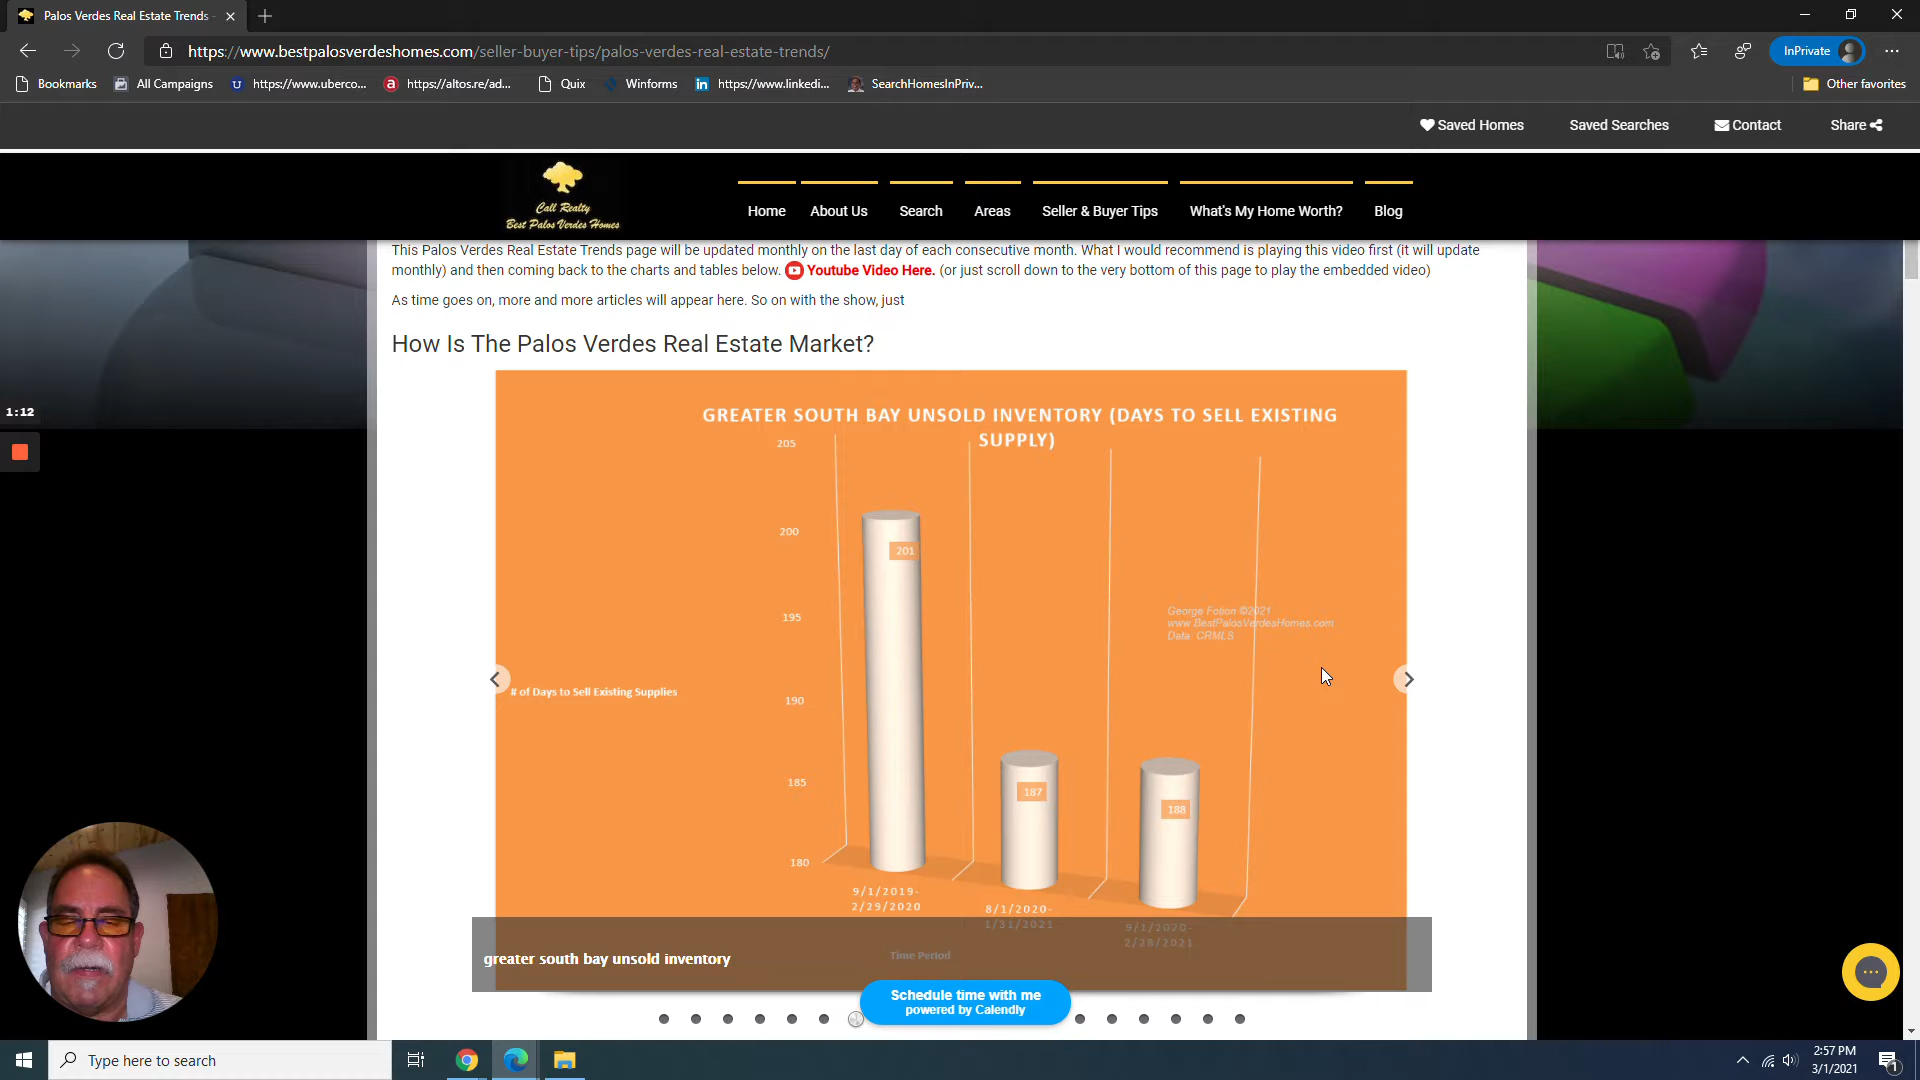 Palos Verdes Real Estate Trends -
https://www.bestpalosverdeshomes.com/seller-buyer-tips/palos-verdes-real-estate-trends/
InPrivate
Bookmarks
All Campaigns
https://www.uberco...
https://altos.re/ad...
Quix
Winforms
https://www.linkedi...
SearchHomesInPriv...
Other favorites
Saved Homes
Saved Searches
Contact
Share
Call Realty
Best Palos Verdes Homes
Home
About Us
Search
Areas
Seller & Buyer Tips
What's My Home Worth?
Blog
This Palos Verdes Real Estate Trends page will be updated monthly on the last day of each consecutive month. What I would recommend is playing this video first (it will update
monthly) and then coming back to the charts and tables below. Youtube Video Here. (or just scroll down to the very bottom of this page to play the embedded video)
As time goes on, more and more articles will appear here. So on with the show, just
How Is The Palos Verdes Real Estate Market?
1:12
GREATER SOUTH BAY UNSOLD INVENTORY (DAYS TO SELL EXISTING
SUPPLY)
205
200
195
190
185
180
# of Days to Sell Existing Supplies
201
187
188
George Fotion ©2021
www.BestPalosVerdesHomes.com
Data: CRMLS
9/1/2019-
2/29/2020
8/1/2020-
1/31/2021
9/1/2020-
2/28/2021
Time Period
greater south bay unsold inventory
Schedule time with me
powered by Calendly
Type here to search
2:57 PM
3/1/2021
1